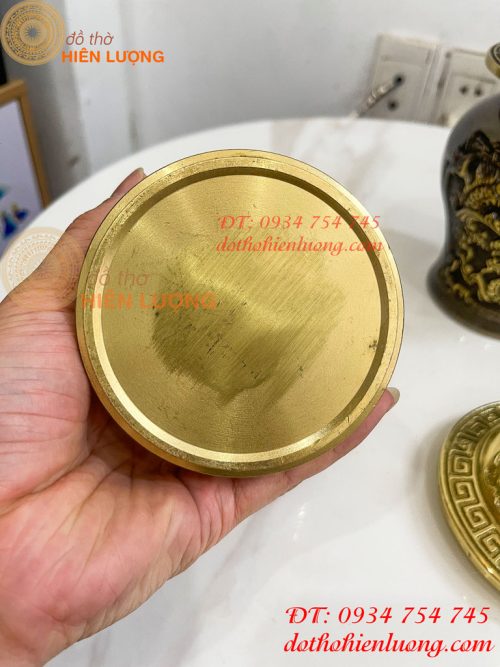 đồ thờ
HIÊN LƯỢNG
ĐT: 0934 754 745
dothohienluong.com
đồ thờ
HIÊN LƯỢNG
ĐT: 0934 754 745
dothohienluong.com